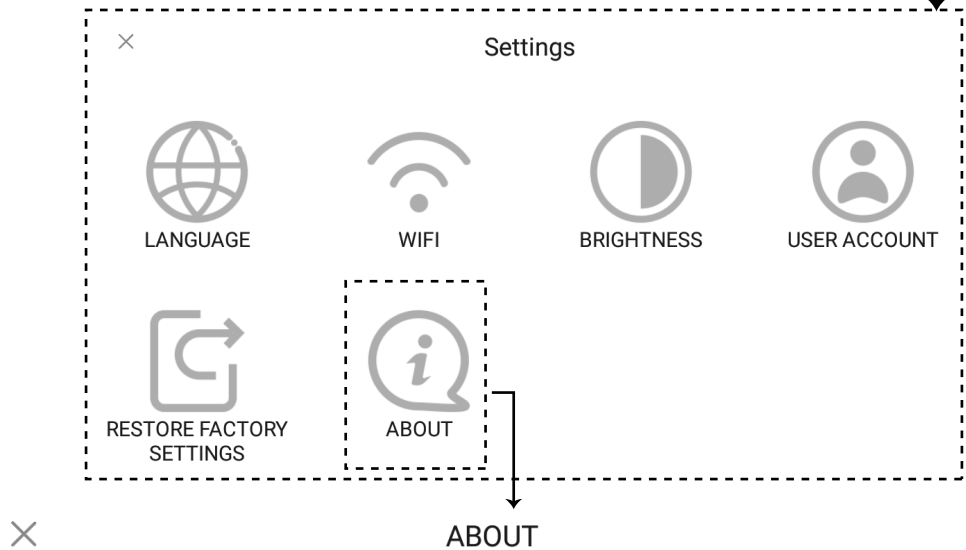 Settings
LANGUAGE
WIFI
BRIGHTNESS
USER ACCOUNT
RESTORE FACTORY
SETTINGS
ABOUT
ABOUT